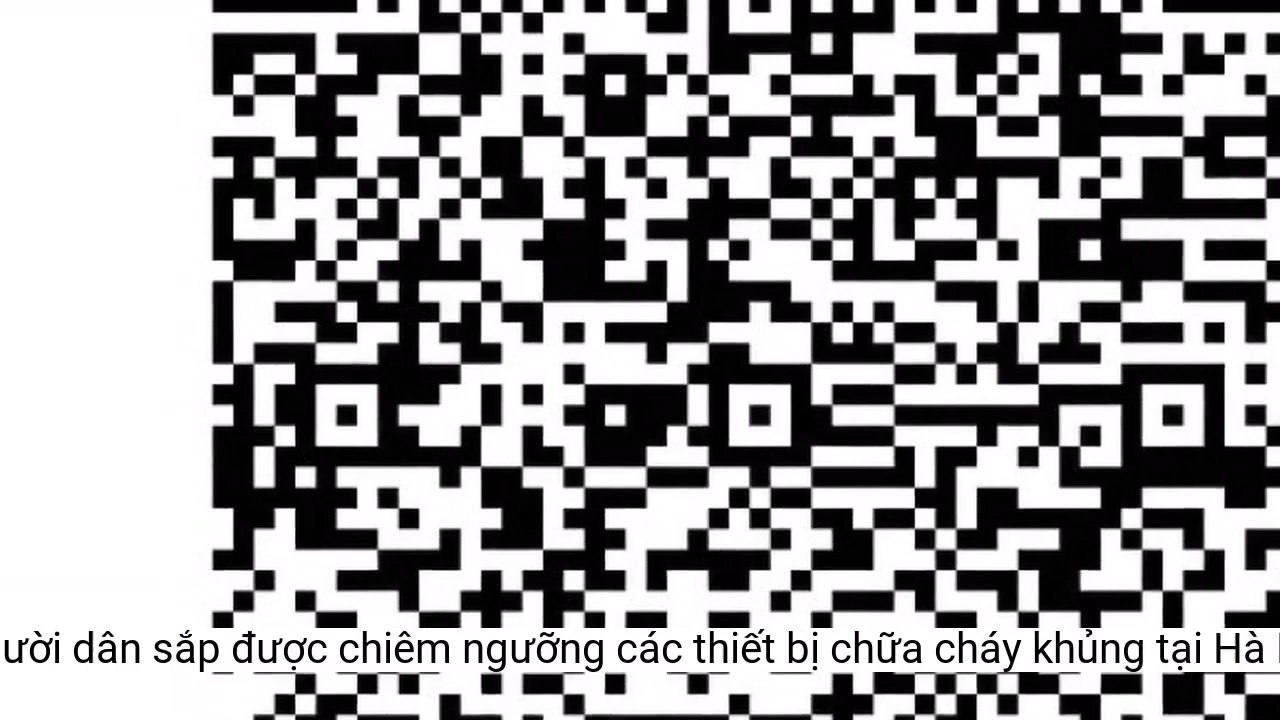 ười dân sắp được chiêm ngưỡng các thiết bị chữa cháy khủng tại Hà